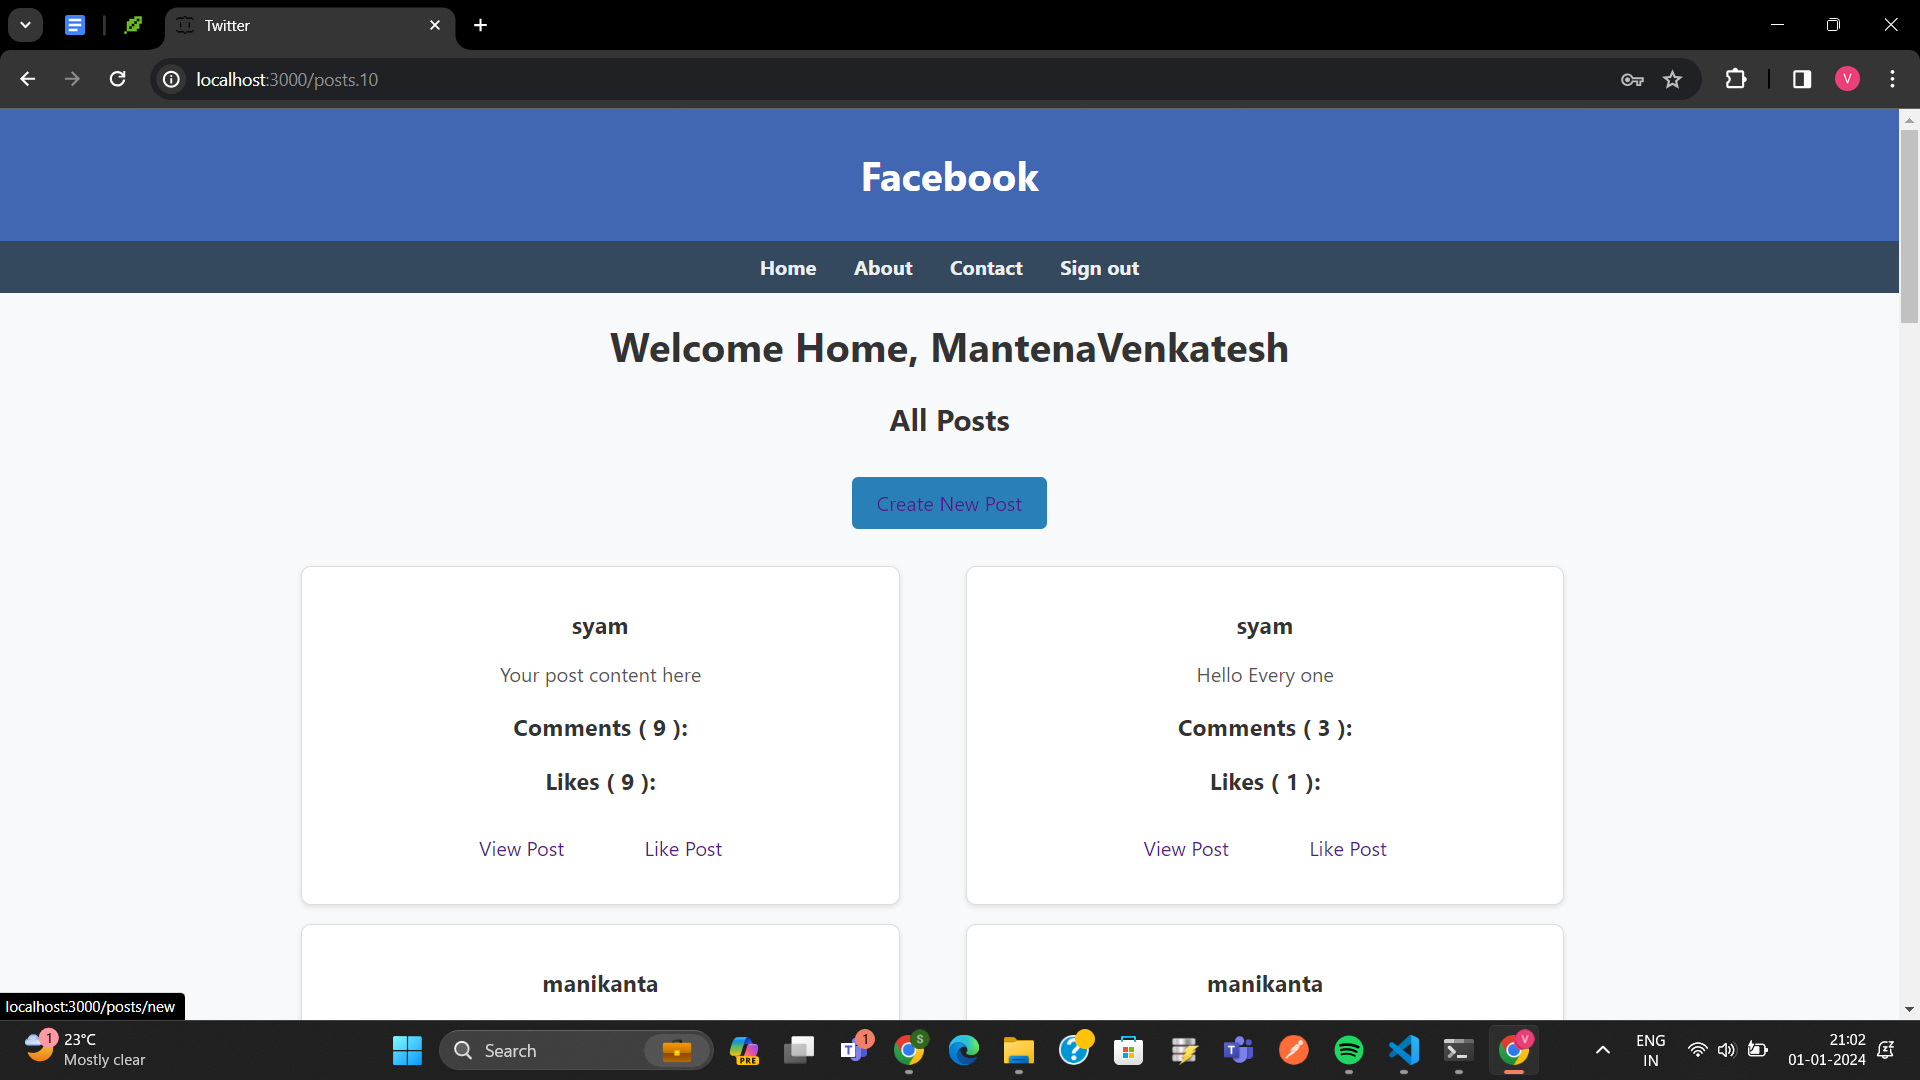 Twitter
localhost:3000/posts.10
V
Facebook
Home About Contact Sign out
Welcome Home, MantenaVenkatesh
All Posts
Create New Post
syam
Your post content here
Comments ( 9 ):
Likes ( 9 ):
View Post Like Post
syam
Hello Every one
Comments ( 3 ):
Likes ( 1 ):
View Post Like Post
manikanta
manikanta
localhost:3000/posts/new
1
23°C
Mostly clear
Search
PRE
T
1
S
T
V
ENG
IN
21:02
01-01-2024